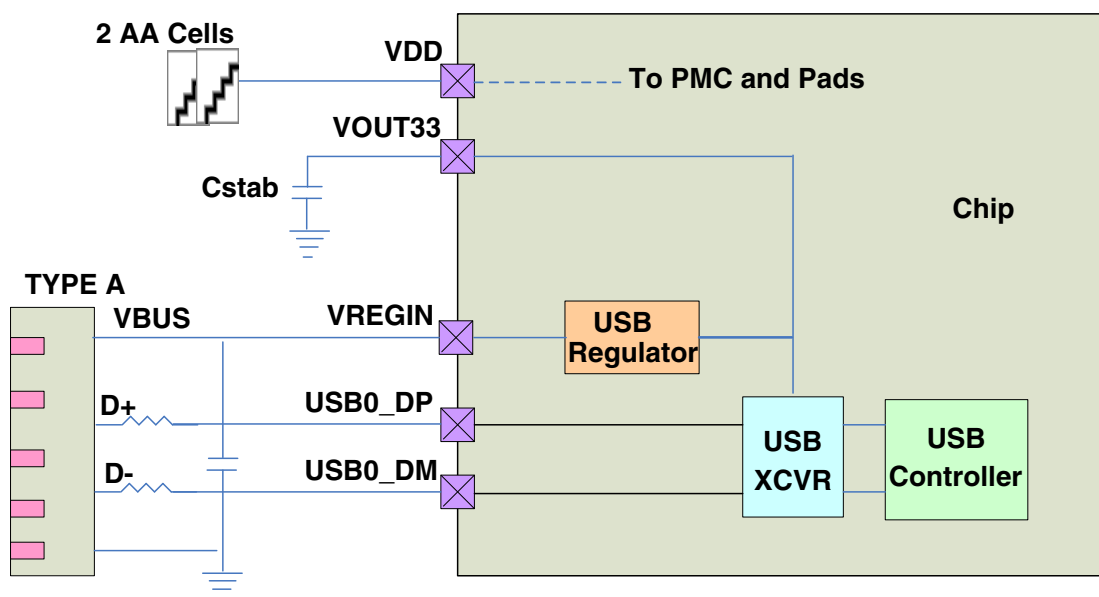 2 AA Cells
VDD
To PMC and Pads
VOUT33
Cstab
Chip
TYPE A
VBUS
VREGIN
USB
Regulator
D+
USB0_DP
D-
USB0_DM
USB
XCVR
USB
Controller